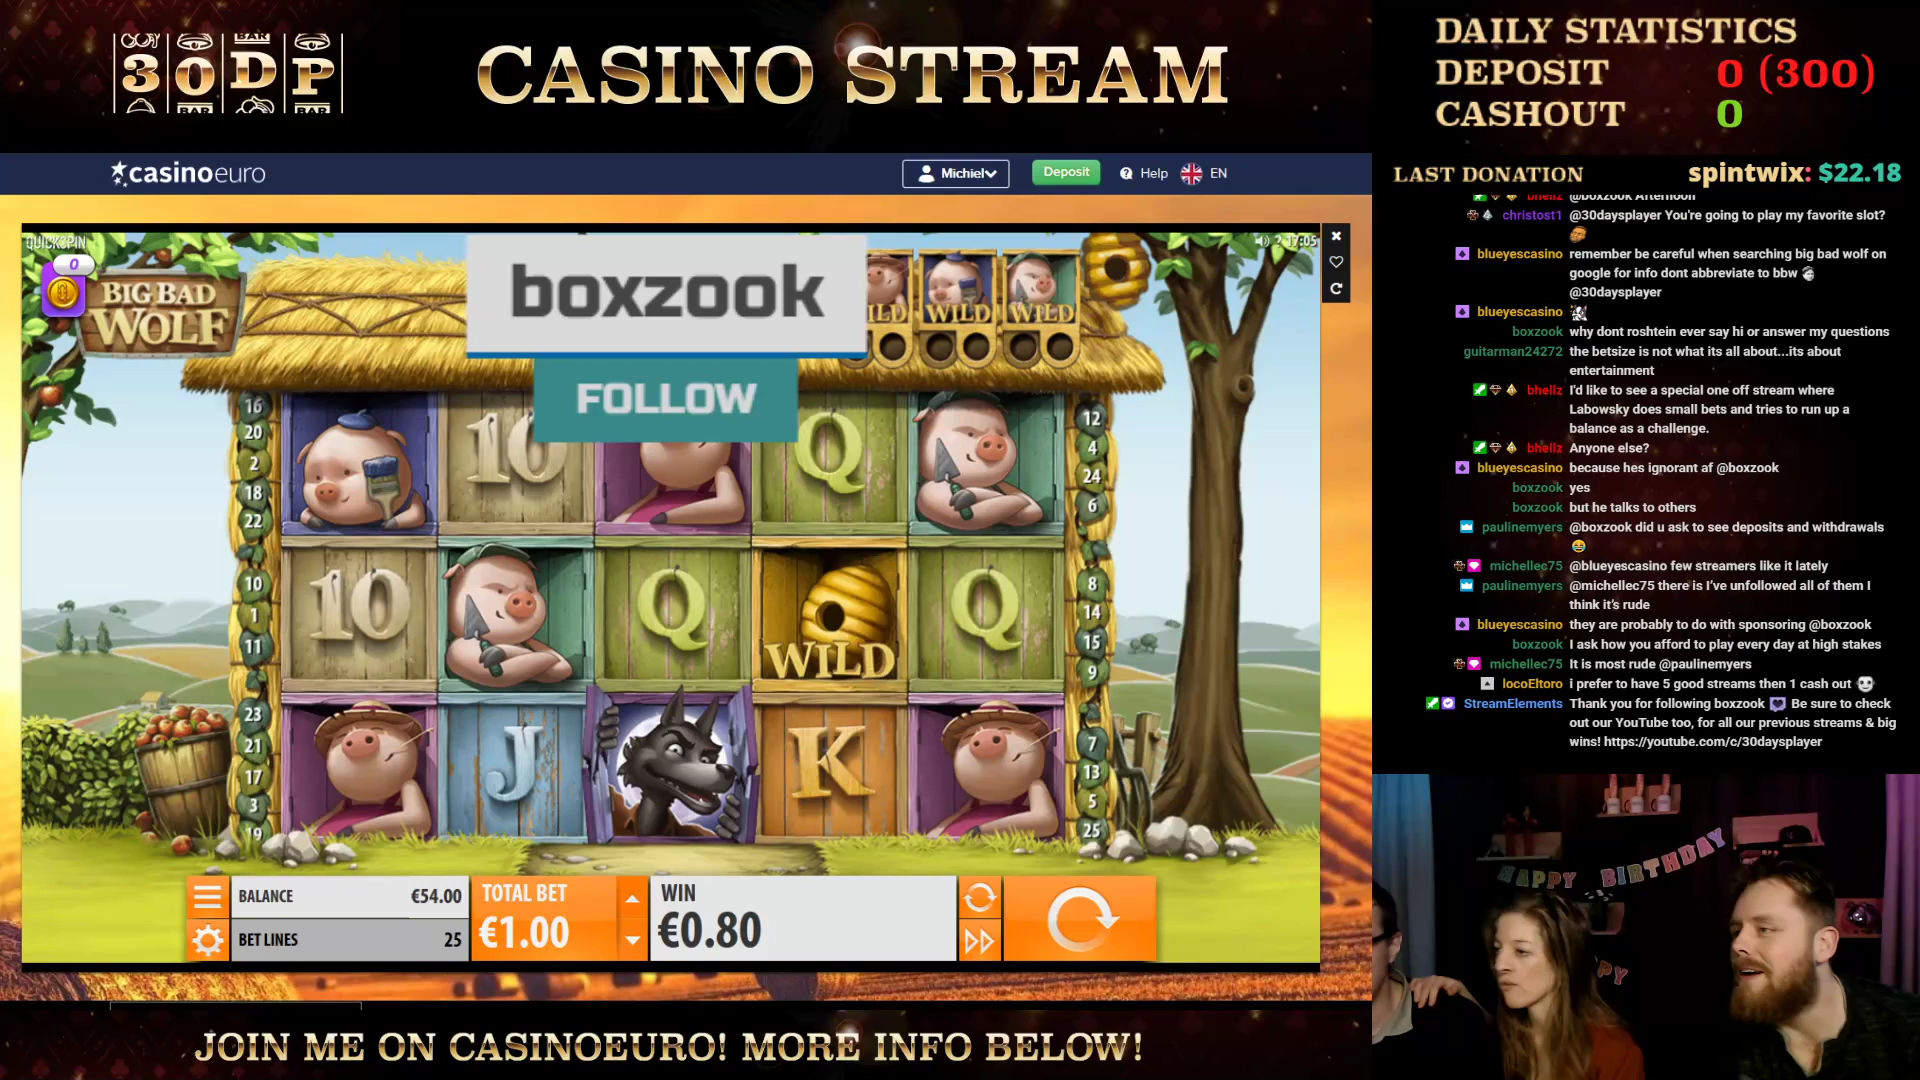 30DP
BAR
BAR
BAR
CASINO STREAM
DAILY STATISTICS
DEPOSIT 0 (300)
CASHOUT 0
LAST DONATION spintwix: $22.18
casinoeuro
Michiel
Deposit
Help
EN
QUICKSPIN
17:05
0
BIG BAD
WOLF
boxzook
FOLLOW
WILD
WILD
WILD
16
20
2
18
22
10
1
11
23
21
17
3
19
10
Q
10
Q
WILD
Q
J
K
12
4
24
6
8
14
15
9
7
13
5
25
BALANCE €54.00
BET LINES 25
TOTAL BET
€1.00
WIN
€0.80
bhellz @boxzook Afternoon
christost1 @30daysplayer You're going to play my favorite slot?
blueyescasino remember be careful when searching big bad wolf on
google for info dont abbreviate to bbw
@30daysplayer
blueyescasino
boxzook why dont roshtein ever say hi or answer my questions
guitarman24272 the betsize is not what its all about...its about
entertainment
bhellz I'd like to see a special one off stream where
Labowsky does small bets and tries to run up a
balance as a challenge.
bhellz Anyone else?
blueyescasino because hes ignorant af @boxzook
boxzook yes
boxzook but he talks to others
paulinemyers @boxzook did u ask to see deposits and withdrawals
😂
michellec75 @blueyescasino few streamers like it lately
paulinemyers @michellec75 there is I've unfollowed all of them I
think it's rude
blueyescasino they are probably to do with sponsoring @boxzook
boxzook I ask how you afford to play every day at high stakes
michellec75 It is most rude @paulinemyers
locoEltoro i prefer to have 5 good streams then 1 cash out
StreamElements Thank you for following boxzook Be sure to check
out our YouTube too, for all our previous streams & big
wins! https://youtube.com/c/30daysplayer
HAPPY BIRTHDAY
JOIN ME ON CASINOEURO! MORE INFO BELOW!